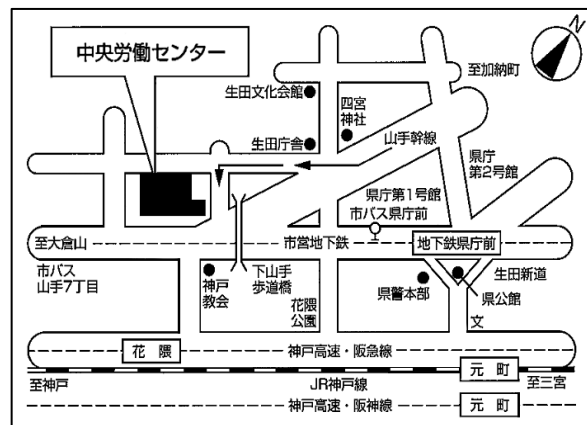 N
中央労働センター
至加納町
生田文化会館
四宮
神社
生田庁舎
山手幹線
県庁
第2号館
県庁第1号館
市バス県庁前
至大倉山
市営地下鉄
地下鉄県庁前
市バス
山手7丁目
神戸
教会
下山手
歩道橋
花隈
公園
県警本部
生田新道
県公館
文
花隈
神戸高速・阪急線
元町
至神戸
JR神戸線
至三宮
神戸高速・阪神線
元町